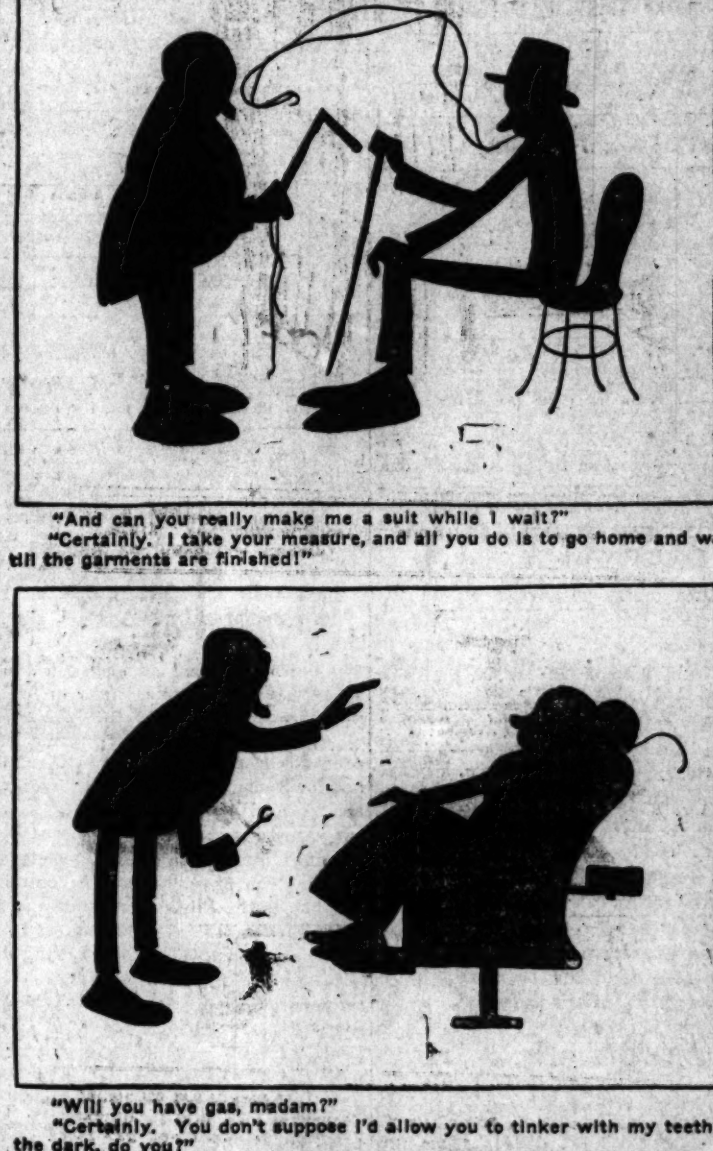 "And can you really make me a suit while I wait?"
"Certainly. I take your measure, and all you do is to go home and
till the garments are finished!"
"Will you have gas, madam?"
"Certainly. You don't suppose I'd allow you to tinker with my teeth
the dark, do you?"